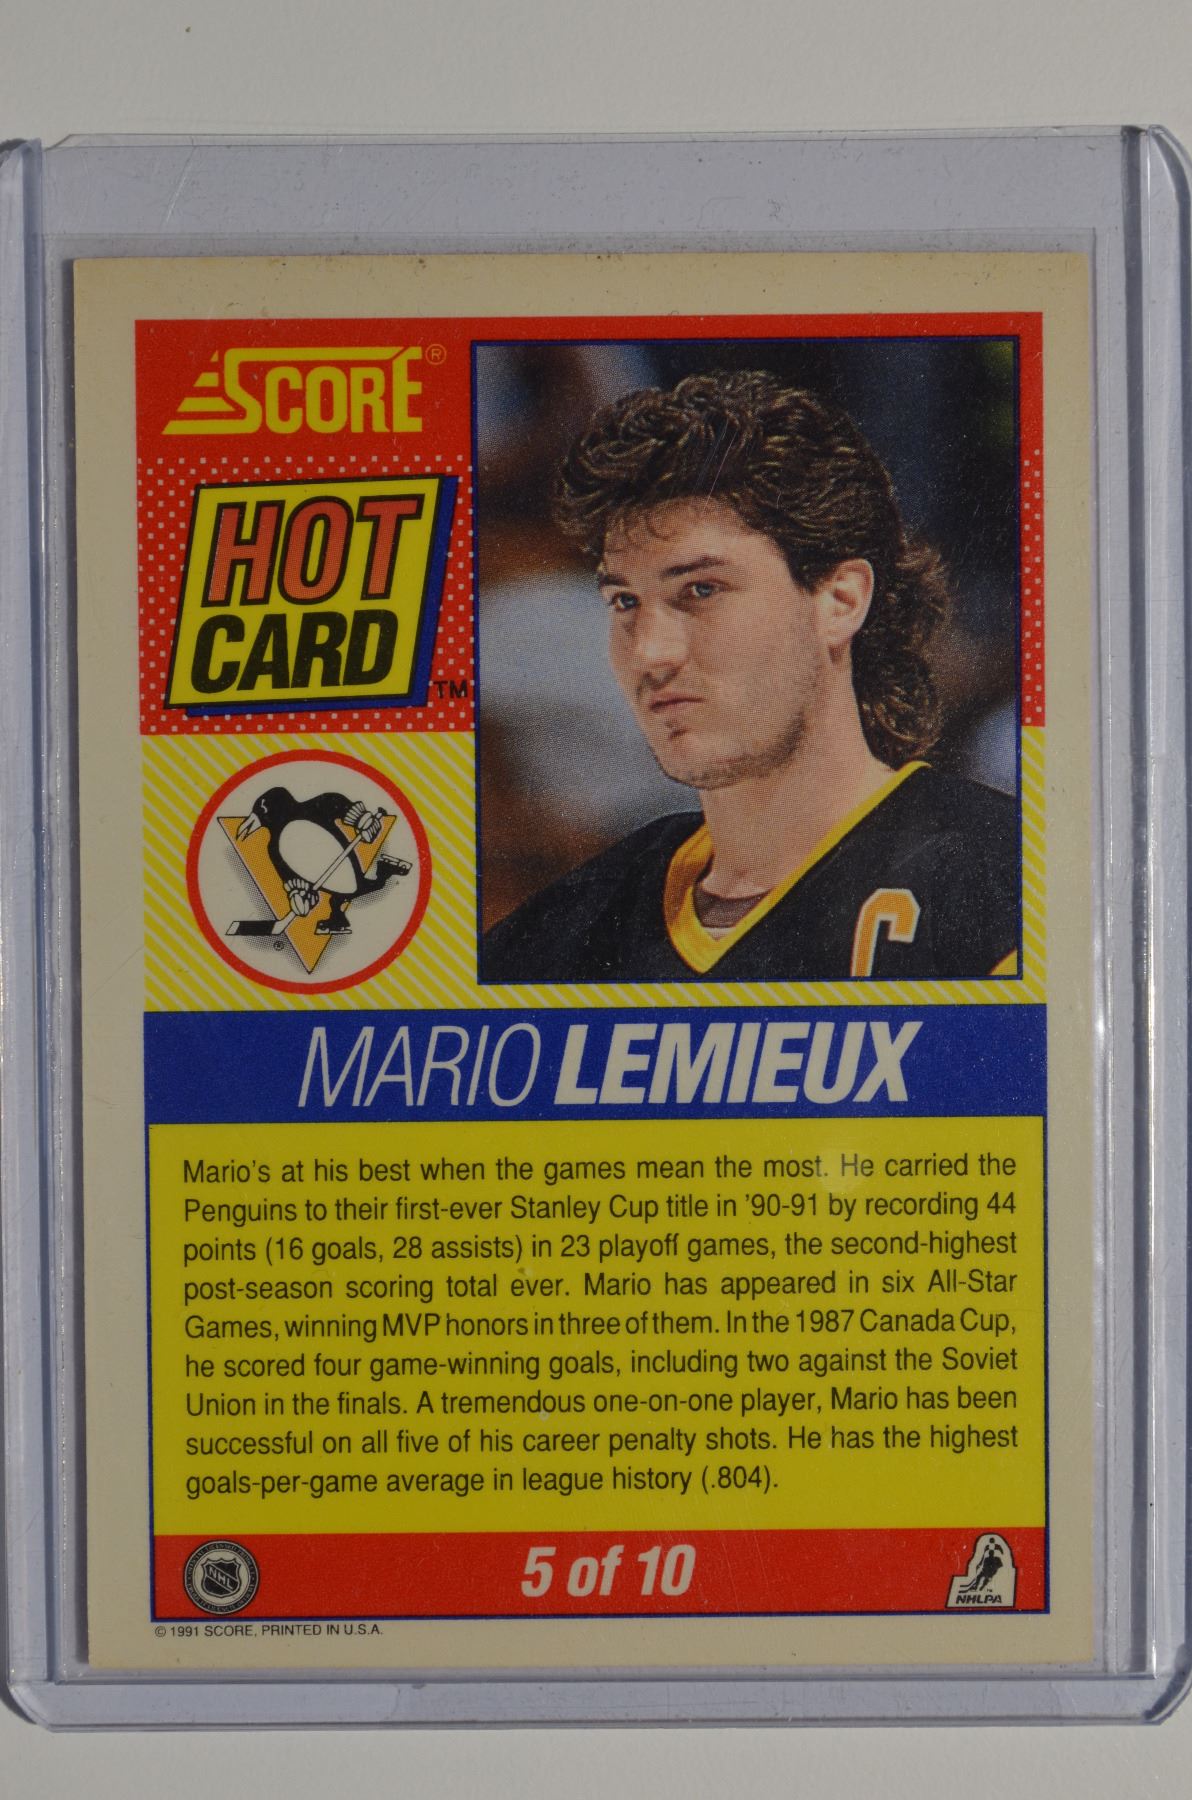 SCORE®
HOT
CARD
TM
®
MARIO LEMIEUX
Mario's at his best when the games mean the most. He carried the
Penguins to their first-ever Stanley Cup title in '90-91 by recording 44
points (16 goals, 28 assists) in 23 playoff games, the second-highest
post-season scoring total ever. Mario has appeared in six All-Star
Games, winning MVP honors in three of them. In the 1987 Canada Cup,
he scored four game-winning goals, including two against the Soviet
Union in the finals. A tremendous one-on-one player, Mario has been
successful on all five of his career penalty shots. He has the highest
goals-per-game average in league history (.804).
NHL
5 of 10
NHLPA
© 1991 SCORE, PRINTED IN U.S.A.
C